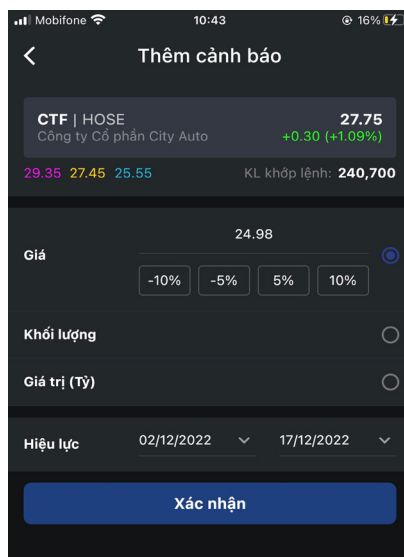 Mobifone 10:43 16%
Thêm cảnh báo
CTF | HOSE 27.75
Công ty Cổ phần City Auto +0.30 (+1.09%)
29.35 27.45 25.55 KL khớp lệnh: 240,700
24.98
Giá
-10% -5% 5% 10%
Khối lượng
Giá trị (Tỷ)
Hiệu lực 02/12/2022 17/12/2022
Xác nhận